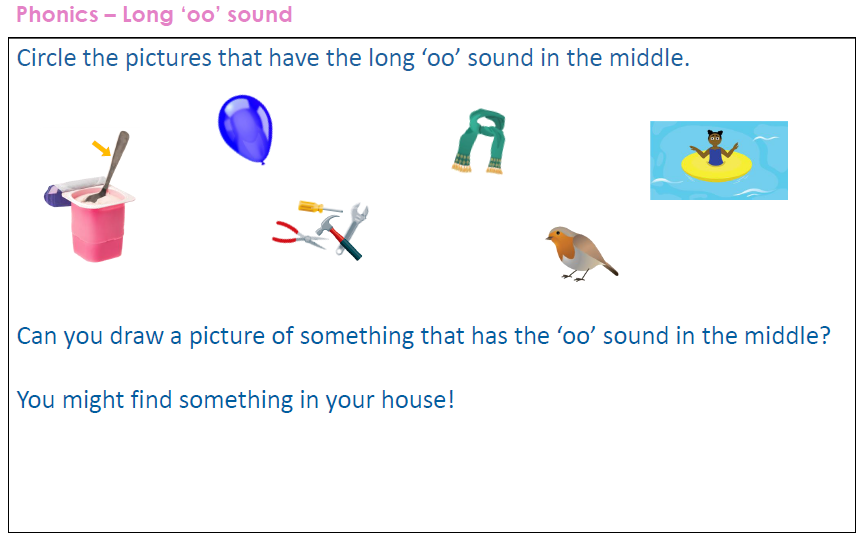 Phonics – Long ‘oo’ sound
Circle the pictures that have the long ‘oo’ sound in the middle.
Can you draw a picture of something that has the ‘oo’ sound in the middle?
You might find something in your house!